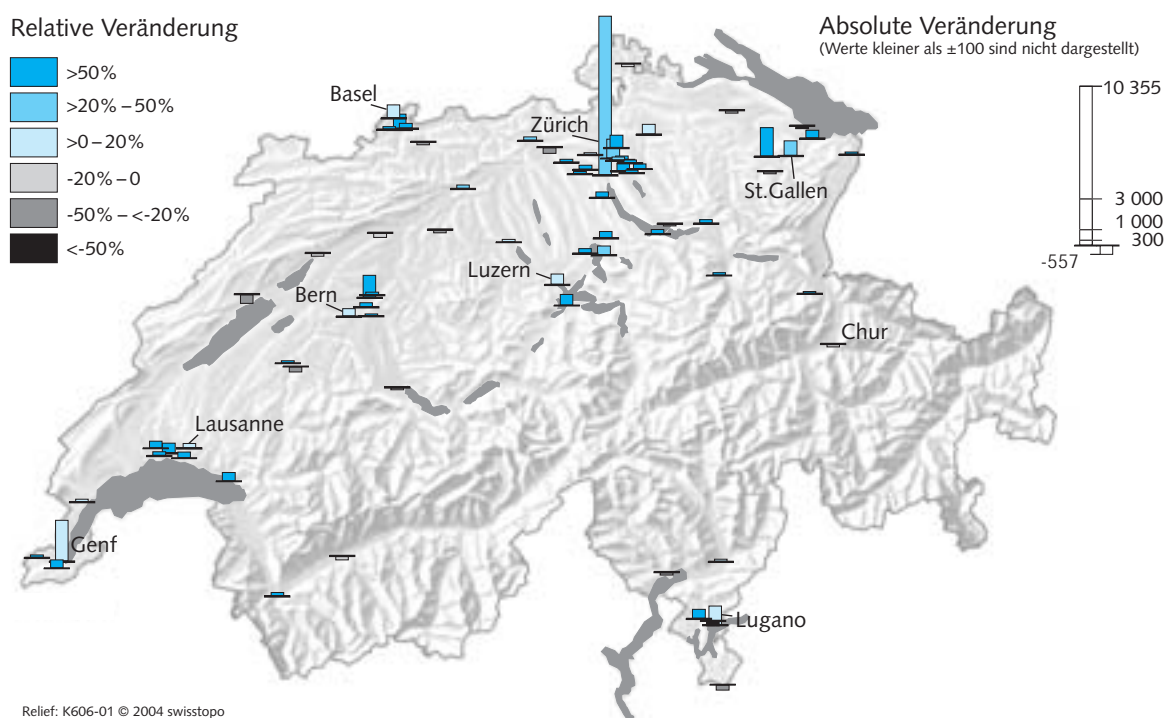 Relative Veränderung
>50%
>20%–50%
>0–20%
-20%–0
-50%–<-20%
<-50%
Absolute Veränderung
(Werte kleiner als ±100 sind nicht dargestellt)
10 355
3 000
1 000
300
-557
Basel
Zürich
St.Gallen
Luzern
Bern
Chur
Lausanne
Genf
Lugano
Relief: K606-01 © 2004 swisstopo